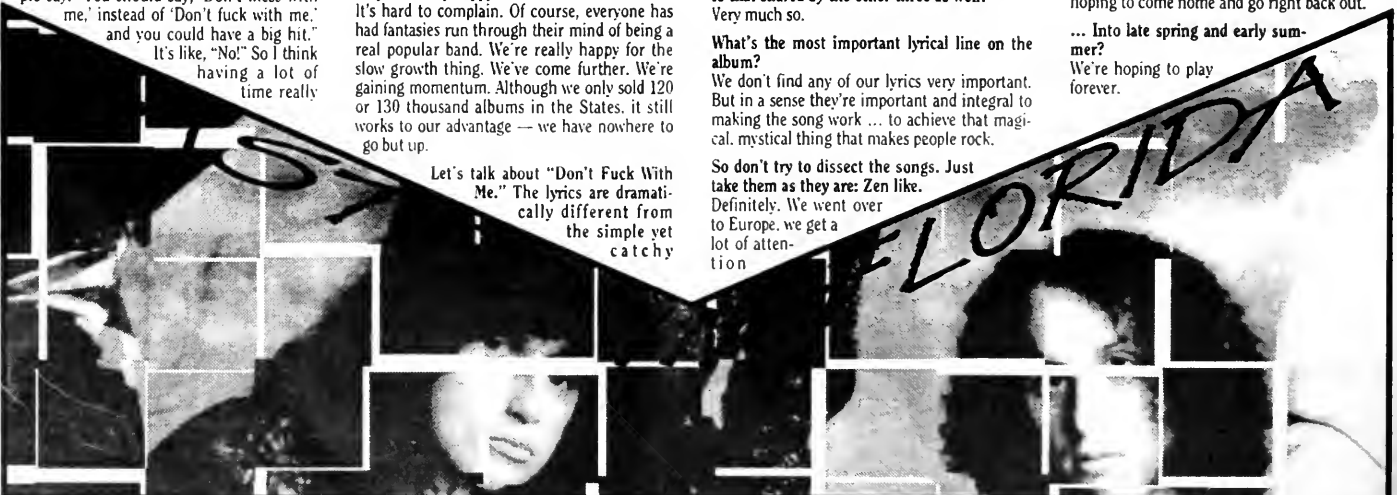 me,' instead of 'Don't fuck with me,'
and you could have a big hit."
It's like, "No!" So I think
having a lot of
time really
It's hard to complain. Of course, everyone has
had fantasies run through their mind of being a
real popular band. We're really happy for the
slow growth thing. We've come further. We're
gaining momentum. Although we only sold 120
or 130 thousand albums in the States, it still
works to our advantage — we have nowhere to
go but up.
Let's talk about "Don't Fuck With
Me." The lyrics are dramati-
cally different from
the simple yet
catchy
Very much so.
What's the most important lyrical line on the
album?
We don't find any of our lyrics very important.
But in a sense they're important and integral to
making the song work ... to achieve that magi-
cal, mystical thing that makes people rock.
So don't try to dissect the songs. Just
take them as they are: Zen like.
Definitely. We went over
to Europe, we get a
lot of atten-
tion
hoping to come home and go right back out.
... Into late spring and early sum-
mer?
We're hoping to play
forever.
ST
FLORIDA